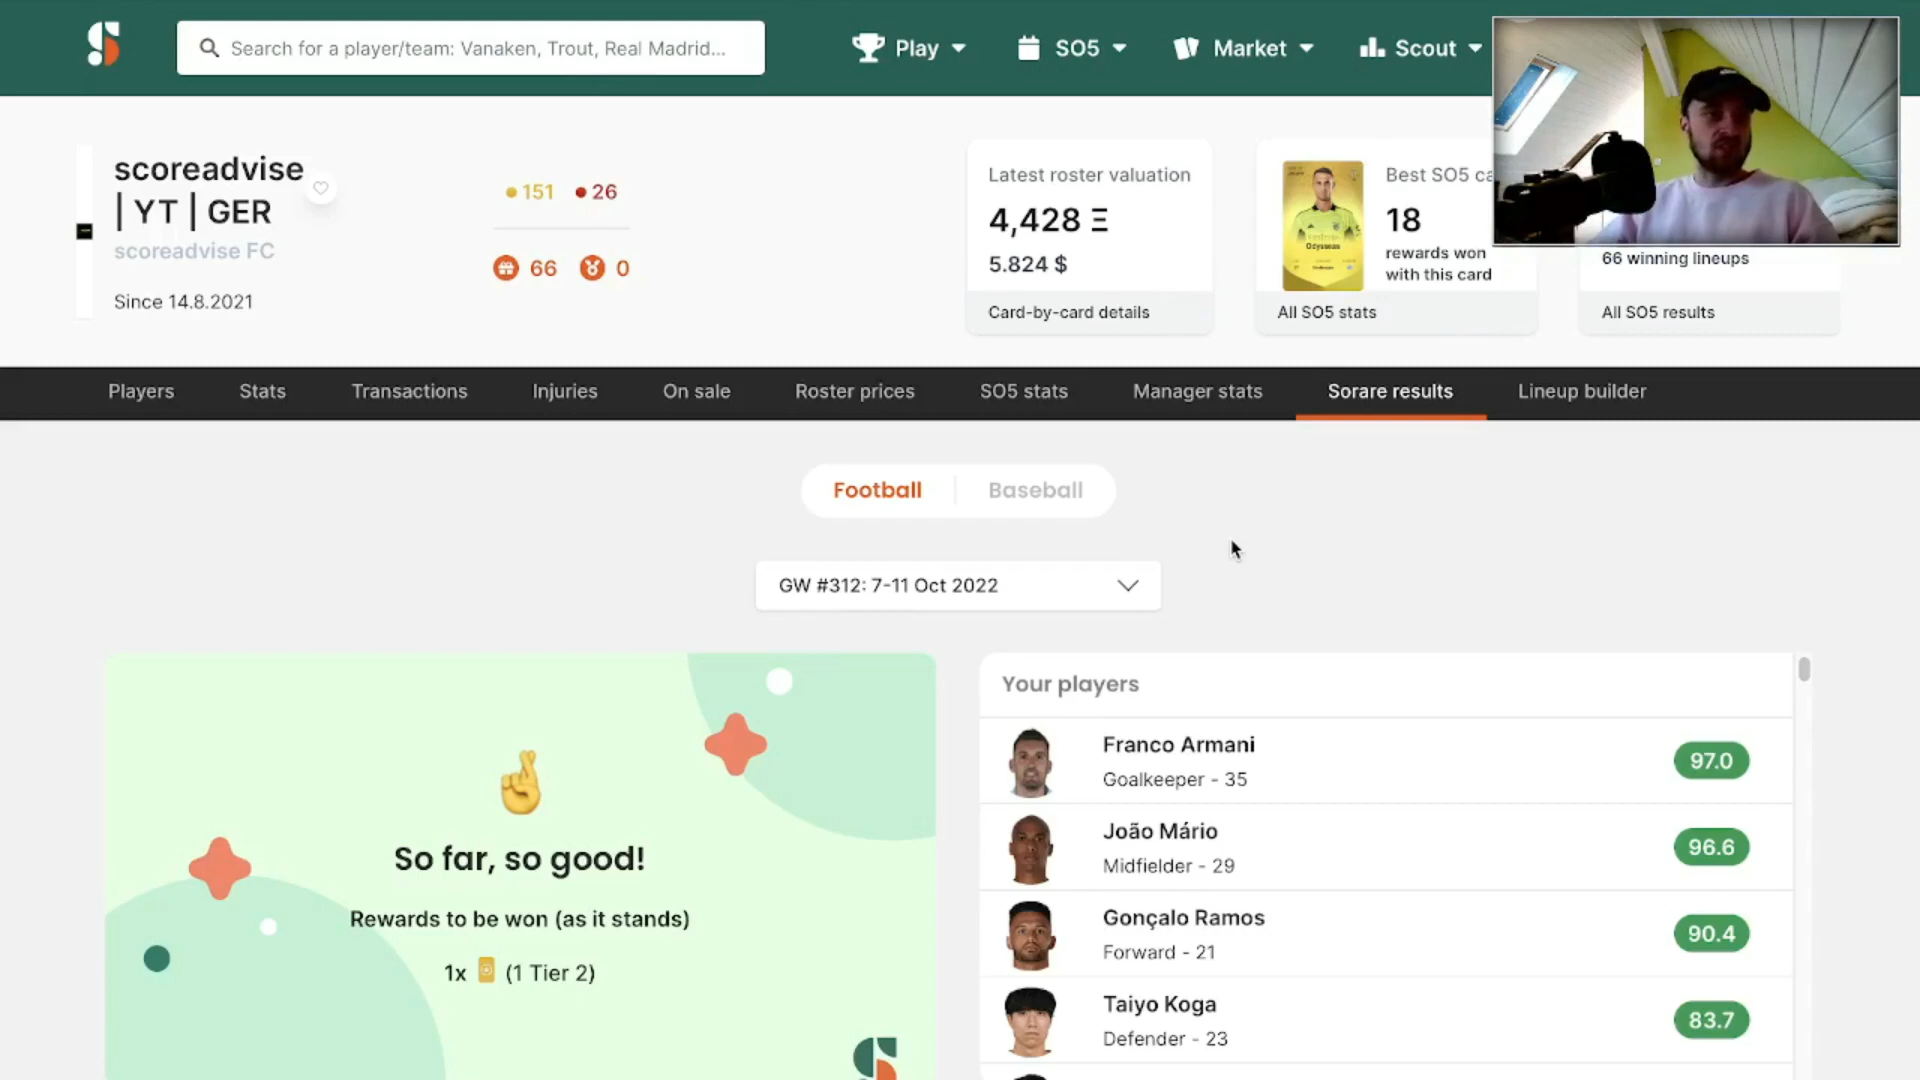 Search for a player/team: Vanaken, Trout, Real Madrid...
Play
SO5
Market
Scout
scoreadvise
| YT | GER
scoreadvise FC
Since 14.8.2021
151
26
66
0
Latest roster valuation
4,428 Ξ
5.824 $
Card-by-card details
Odysseas
Best SO5 ca
18
rewards won
with this card
All SO5 stats
66 winning lineups
All SO5 results
Players
Stats
Transactions
Injuries
On sale
Roster prices
SO5 stats
Manager stats
Sorare results
Lineup builder
Football
Baseball
GW #312: 7-11 Oct 2022
So far, so good!
Rewards to be won (as it stands)
1x (1 Tier 2)
Your players
Franco Armani
Goalkeeper - 35
97.0
João Mário
Midfielder - 29
96.6
Gonçalo Ramos
Forward - 21
90.4
Taiyo Koga
Defender - 23
83.7